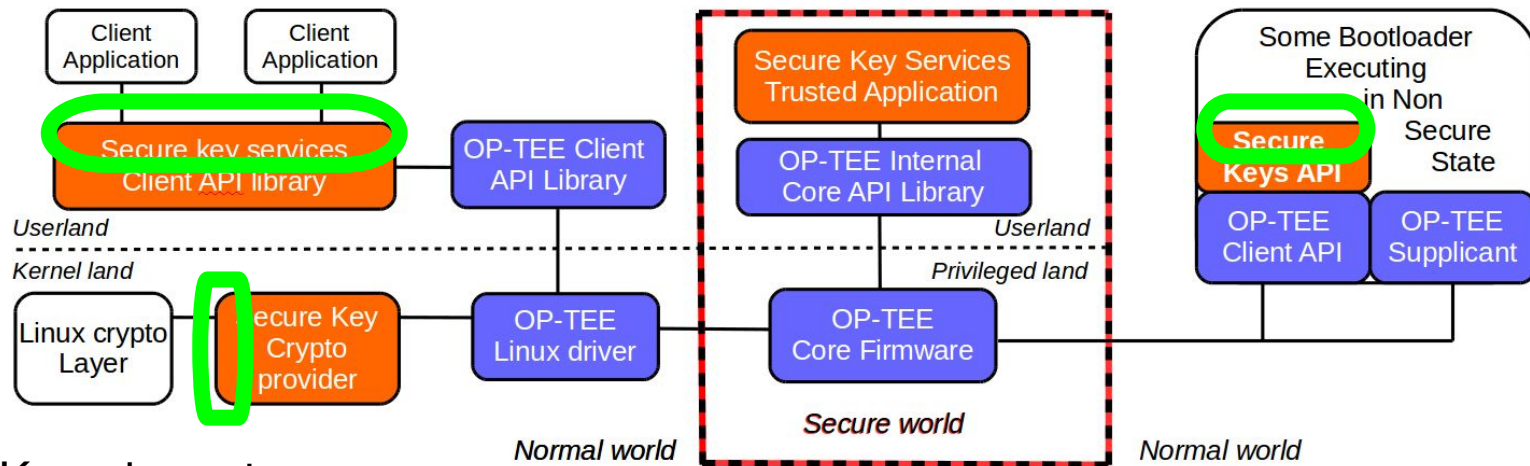 Client
Application
Client
Application
Secure key services
Client API library
OP-TEE Client
API Library
Userland
Kernel land
Linux crypto
Layer
Secure Key
Crypto
provider
OP-TEE
Linux driver
Normal world
Secure Key Services
Trusted Application
OP-TEE Internal
Core API Library
Userland
Privileged land
OP-TEE
Core Firmware
Secure world
Some Bootloader
Executing
in Non
Secure
State
Secure
Keys API
OP-TEE
Client API
OP-TEE
Supplicant
Normal world